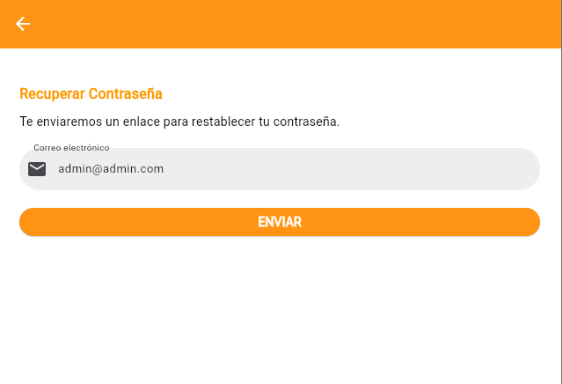 Recuperar Contraseña
Te enviaremos un enlace para restablecer tu contraseña.
Correo electrónico
admin@admin.com
ENVIAR